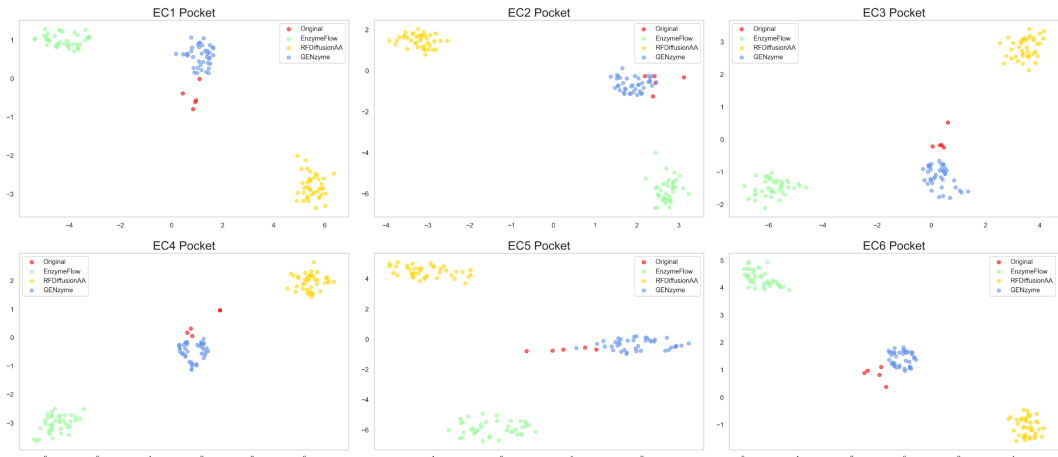 EC1 Pocket
Original
EnzymeFlow
RFDiffusionAA
GENzyme
1
0
−1
−2
−3
−4 −2 0 2 4 6
EC2 Pocket
Original
EnzymeFlow
RFDiffusionAA
GENzyme
2
0
−2
−4
−6
−4 −3 −2 −1 0 1 2 3
EC3 Pocket
Original
EnzymeFlow
RFDiffusionAA
GENzyme
3
2
1
0
−1
−2
−6 −4 −2 0 2 4
EC4 Pocket
Original
EnzymeFlow
RFDiffusionAA
GENzyme
2
1
0
−1
−2
−3
EC5 Pocket
Original
EnzymeFlow
RFDiffusionAA
GENzyme
4
2
0
−2
−4
−6
EC6 Pocket
Original
EnzymeFlow
RFDiffusionAA
GENzyme
5
4
3
2
1
0
−1